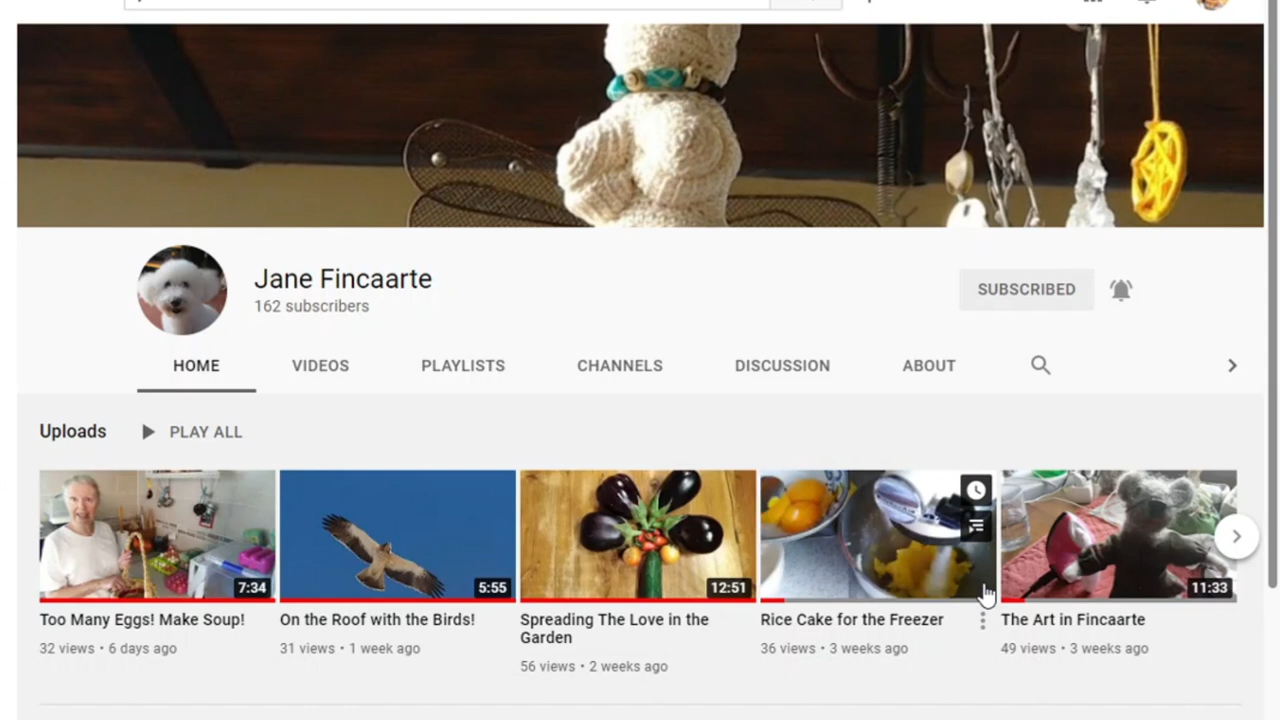 Jane Fincaarte
162 subscribers
SUBSCRIBED
HOME VIDEOS PLAYLISTS CHANNELS DISCUSSION ABOUT
Uploads PLAY ALL
7:34 5:55 12:51 11:33
Too Many Eggs! Make Soup! On the Roof with the Birds! Spreading The Love in the Rice Cake for the Freezer The Art in Fincaarte
Garden
32 views • 6 days ago 31 views • 1 week ago 36 views • 3 weeks ago 49 views • 3 weeks ago
56 views • 2 weeks ago